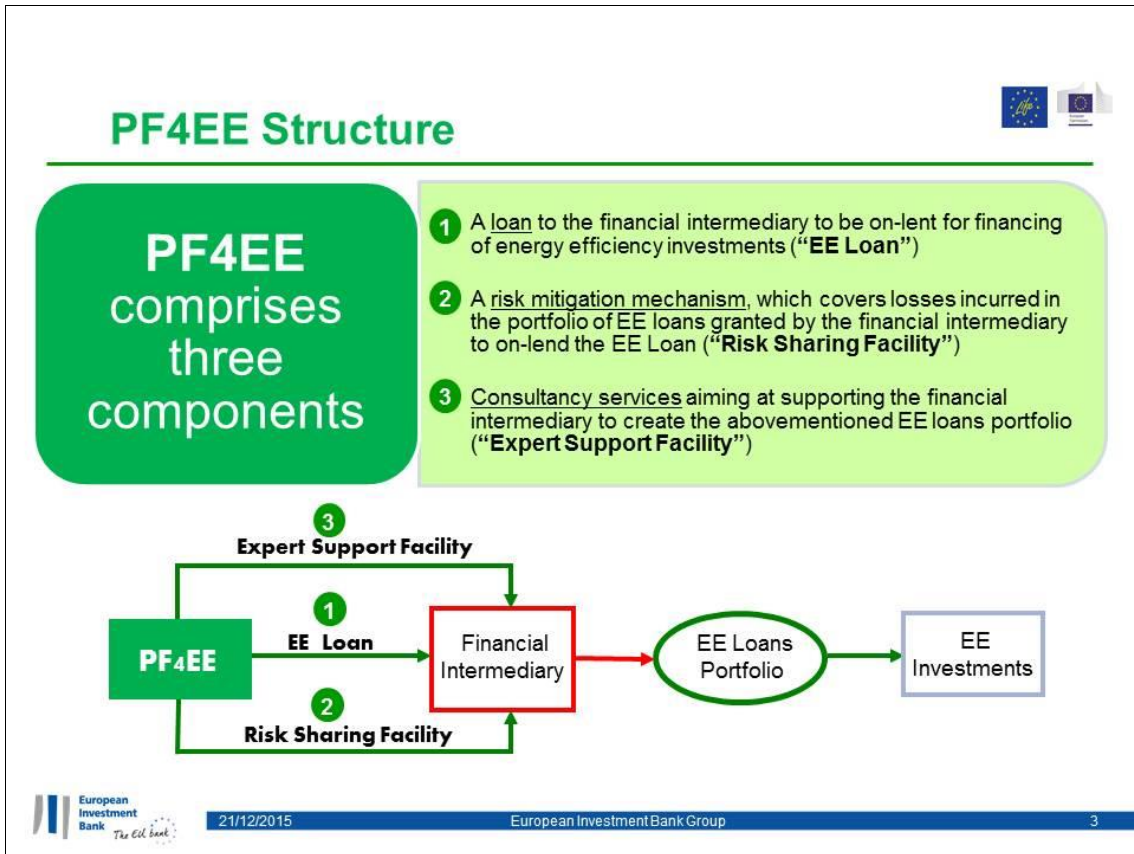 PF4EE Structure
PF4EE
comprises
three
components
1 A loan to the financial intermediary to be on-lent for financing
of energy efficiency investments (“EE Loan”)
2 A risk mitigation mechanism, which covers losses incurred in
the portfolio of EE loans granted by the financial intermediary
to on-lend the EE Loan (“Risk Sharing Facility”)
3 Consultancy services aiming at supporting the financial
intermediary to create the abovementioned EE loans portfolio
(“Expert Support Facility”)
3
Expert Support Facility
1
EE Loan
PF4EE
Financial
Intermediary
EE Loans
Portfolio
EE
Investments
2
Risk Sharing Facility
European
Investment
Bank
The EU bank
21/12/2015
European Investment Bank Group
3